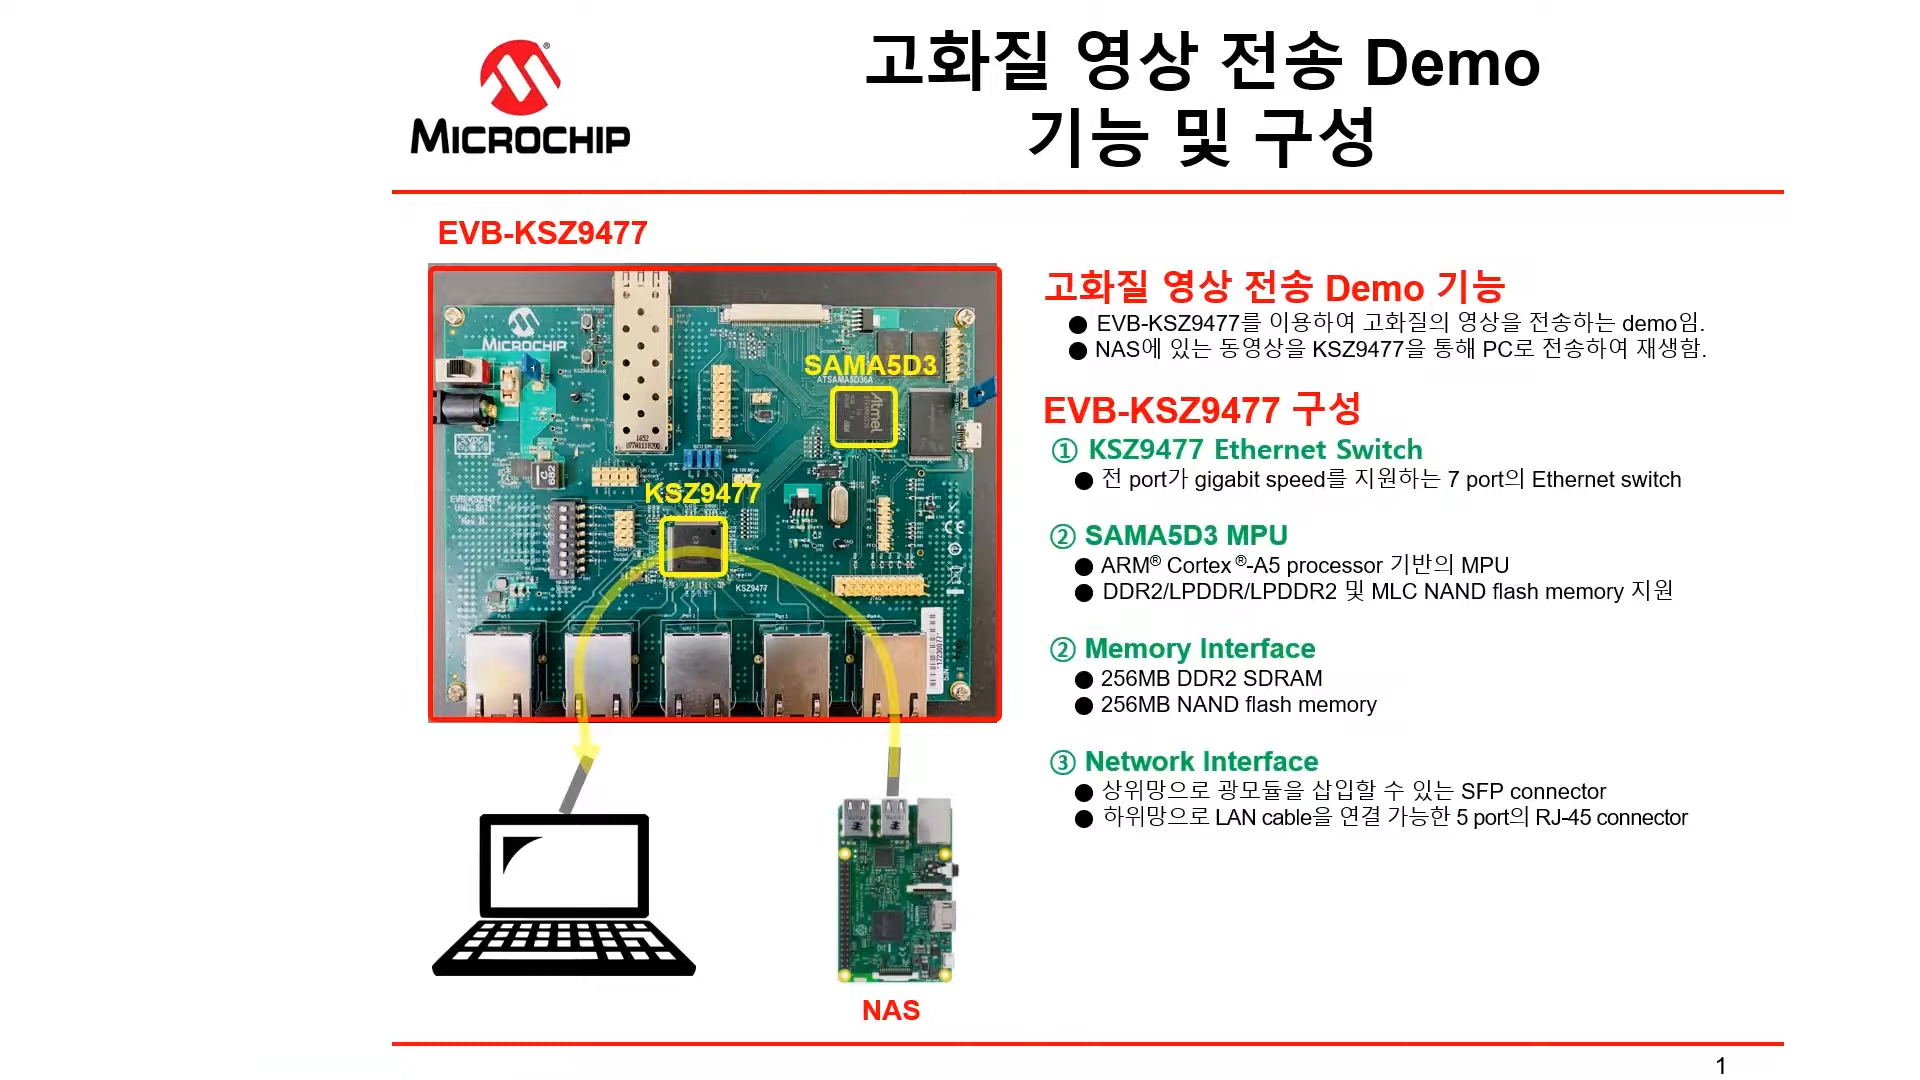 MICROCHIP
고화질 영상 전송 Demo
기능 및 구성
EVB-KSZ9477
MICROCHIP
SAMA5D3
ATSAMA5D36A
Atmel
KSZ9477
KSZ9477
EVB-KSZ9477
NAS
고화질 영상 전송 Demo 기능
● EVB-KSZ9477를 이용하여 고화질의 영상을 전송하는 demo임.
● NAS에 있는 동영상을 KSZ9477을 통해 PC로 전송하여 재생함.
EVB-KSZ9477 구성
① KSZ9477 Ethernet Switch
● 전 port가 gigabit speed를 지원하는 7 port의 Ethernet switch
② SAMA5D3 MPU
● ARM® Cortex ®-A5 processor 기반의 MPU
● DDR2/LPDDR/LPDDR2 및 MLC NAND flash memory 지원
② Memory Interface
● 256MB DDR2 SDRAM
● 256MB NAND flash memory
③ Network Interface
● 상위망으로 광모듈을 삽입할 수 있는 SFP connector
● 하위망으로 LAN cable을 연결 가능한 5 port의 RJ-45 connector
1